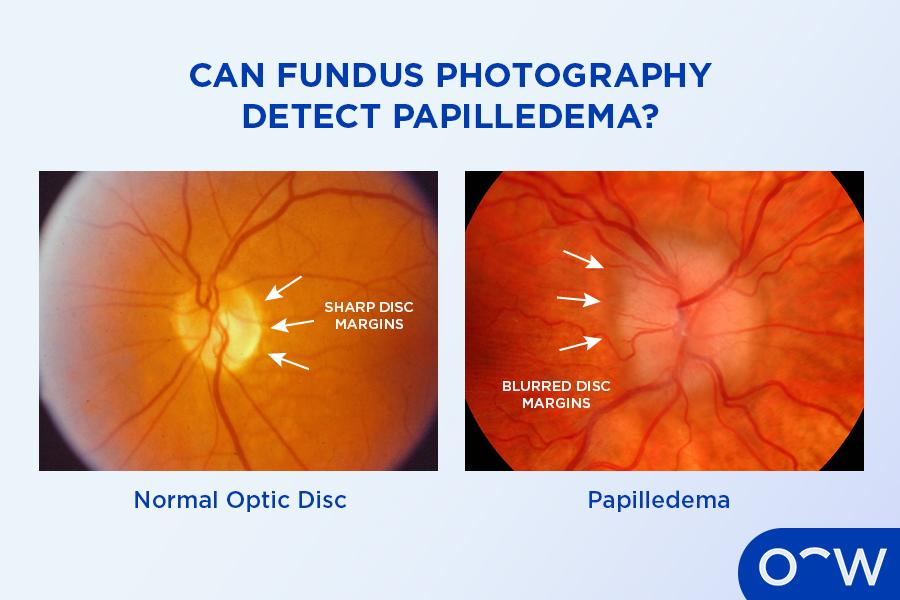 CAN FUNDUS PHOTOGRAPHY
DETECT PAPILLEDEMA?
SHARP DISC
MARGINS
BLURRED DISC
MARGINS
Normal Optic Disc
Papilledema